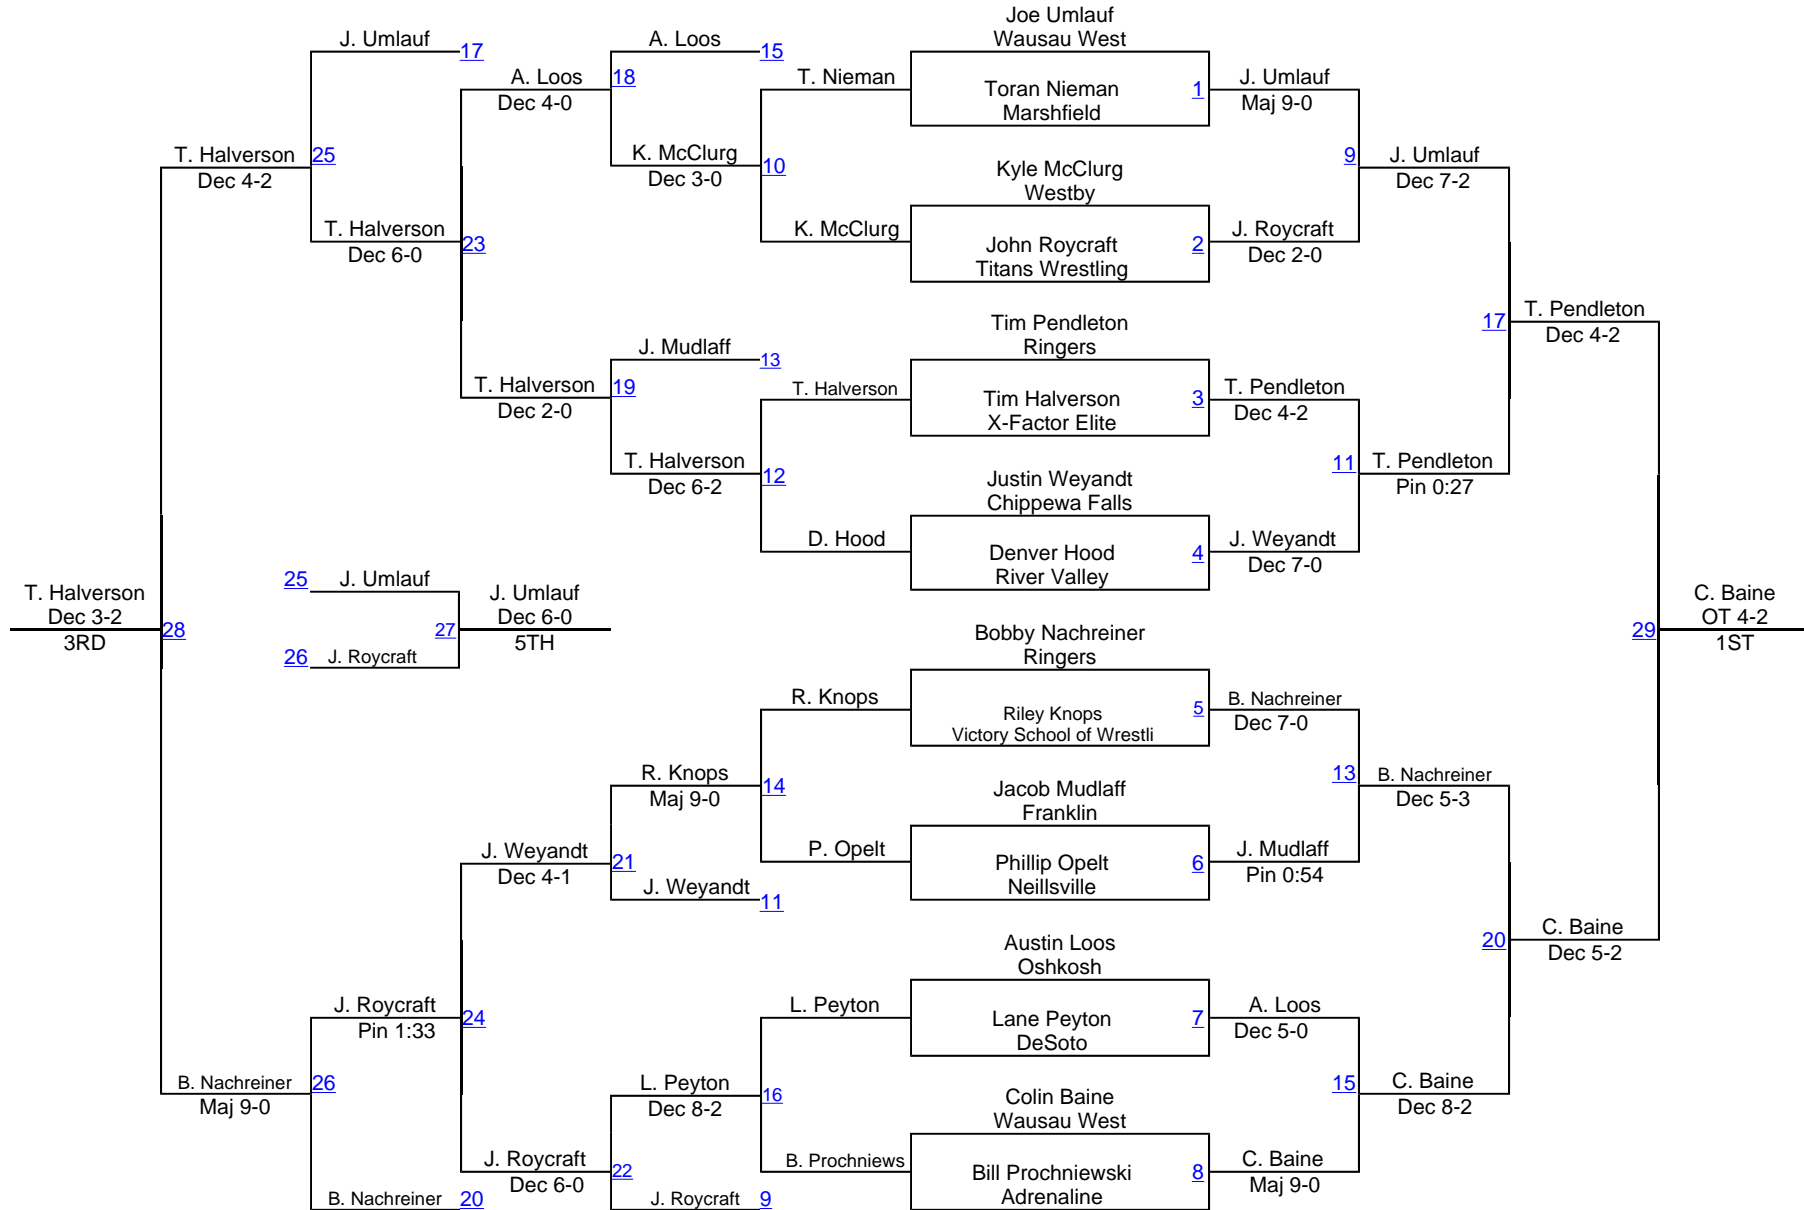 Joe Umlauf
Wausau West
J. Umlauf
17
A. Loos
15
A. Loos
Dec 4-0
18
T. Nieman
Toran Nieman
Marshfield
1
J. Umlauf
Maj 9-0
T. Halverson
Dec 4-2
25
K. McClurg
Dec 3-0
10
Kyle McClurg
Westby
9
J. Umlauf
Dec 7-2
T. Halverson
Dec 6-0
23
K. McClurg
John Roycraft
Titans Wrestling
2
J. Roycraft
Dec 2-0
Tim Pendleton
Ringers
17
T. Pendleton
Dec 4-2
J. Mudlaff
13
T. Halverson
Dec 2-0
19
T. Halverson
Tim Halverson
X-Factor Elite
3
T. Pendleton
Dec 4-2
T. Halverson
Dec 6-2
12
Justin Weyandt
Chippewa Falls
11
T. Pendleton
Pin 0:27
D. Hood
Denver Hood
River Valley
4
J. Weyandt
Dec 7-0
T. Halverson
Dec 3-2
3RD
28
25
J. Umlauf
27
J. Umlauf
Dec 6-0
5TH
26
J. Roycraft
29
C. Baine
OT 4-2
1ST
Bobby Nachreiner
Ringers
R. Knops
Riley Knops
Victory School of Wrestli
5
B. Nachreiner
Dec 7-0
R. Knops
Maj 9-0
14
Jacob Mudlaff
Franklin
13
B. Nachreiner
Dec 5-3
J. Weyandt
Dec 4-1
21
P. Opelt
Phillip Opelt
Neillsville
6
J. Mudlaff
Pin 0:54
J. Weyandt
11
Austin Loos
Oshkosh
20
C. Baine
Dec 5-2
J. Roycraft
Pin 1:33
24
L. Peyton
Lane Peyton
DeSoto
7
A. Loos
Dec 5-0
B. Nachreiner
Maj 9-0
26
L. Peyton
Dec 8-2
16
Colin Baine
Wausau West
15
C. Baine
Dec 8-2
J. Roycraft
Dec 6-0
22
B. Prochniews
Bill Prochniewski
Adrenaline
8
C. Baine
Maj 9-0
B. Nachreiner
20
J. Roycraft
9